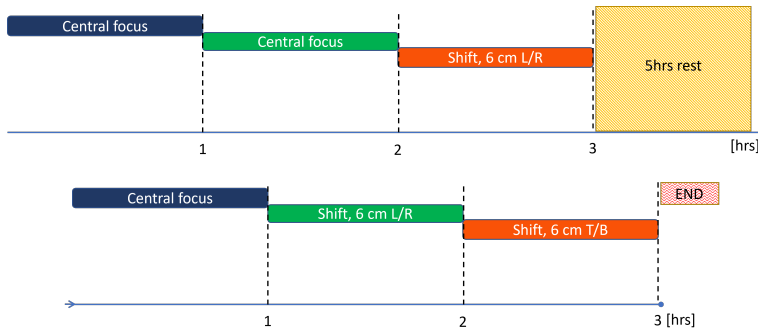 Central focus
Central focus
Shift, 6 cm L/R
5hrs rest
1
2
3
[hrs]
Central focus
Shift, 6 cm L/R
Shift, 6 cm T/B
END
1
2
3 [hrs]